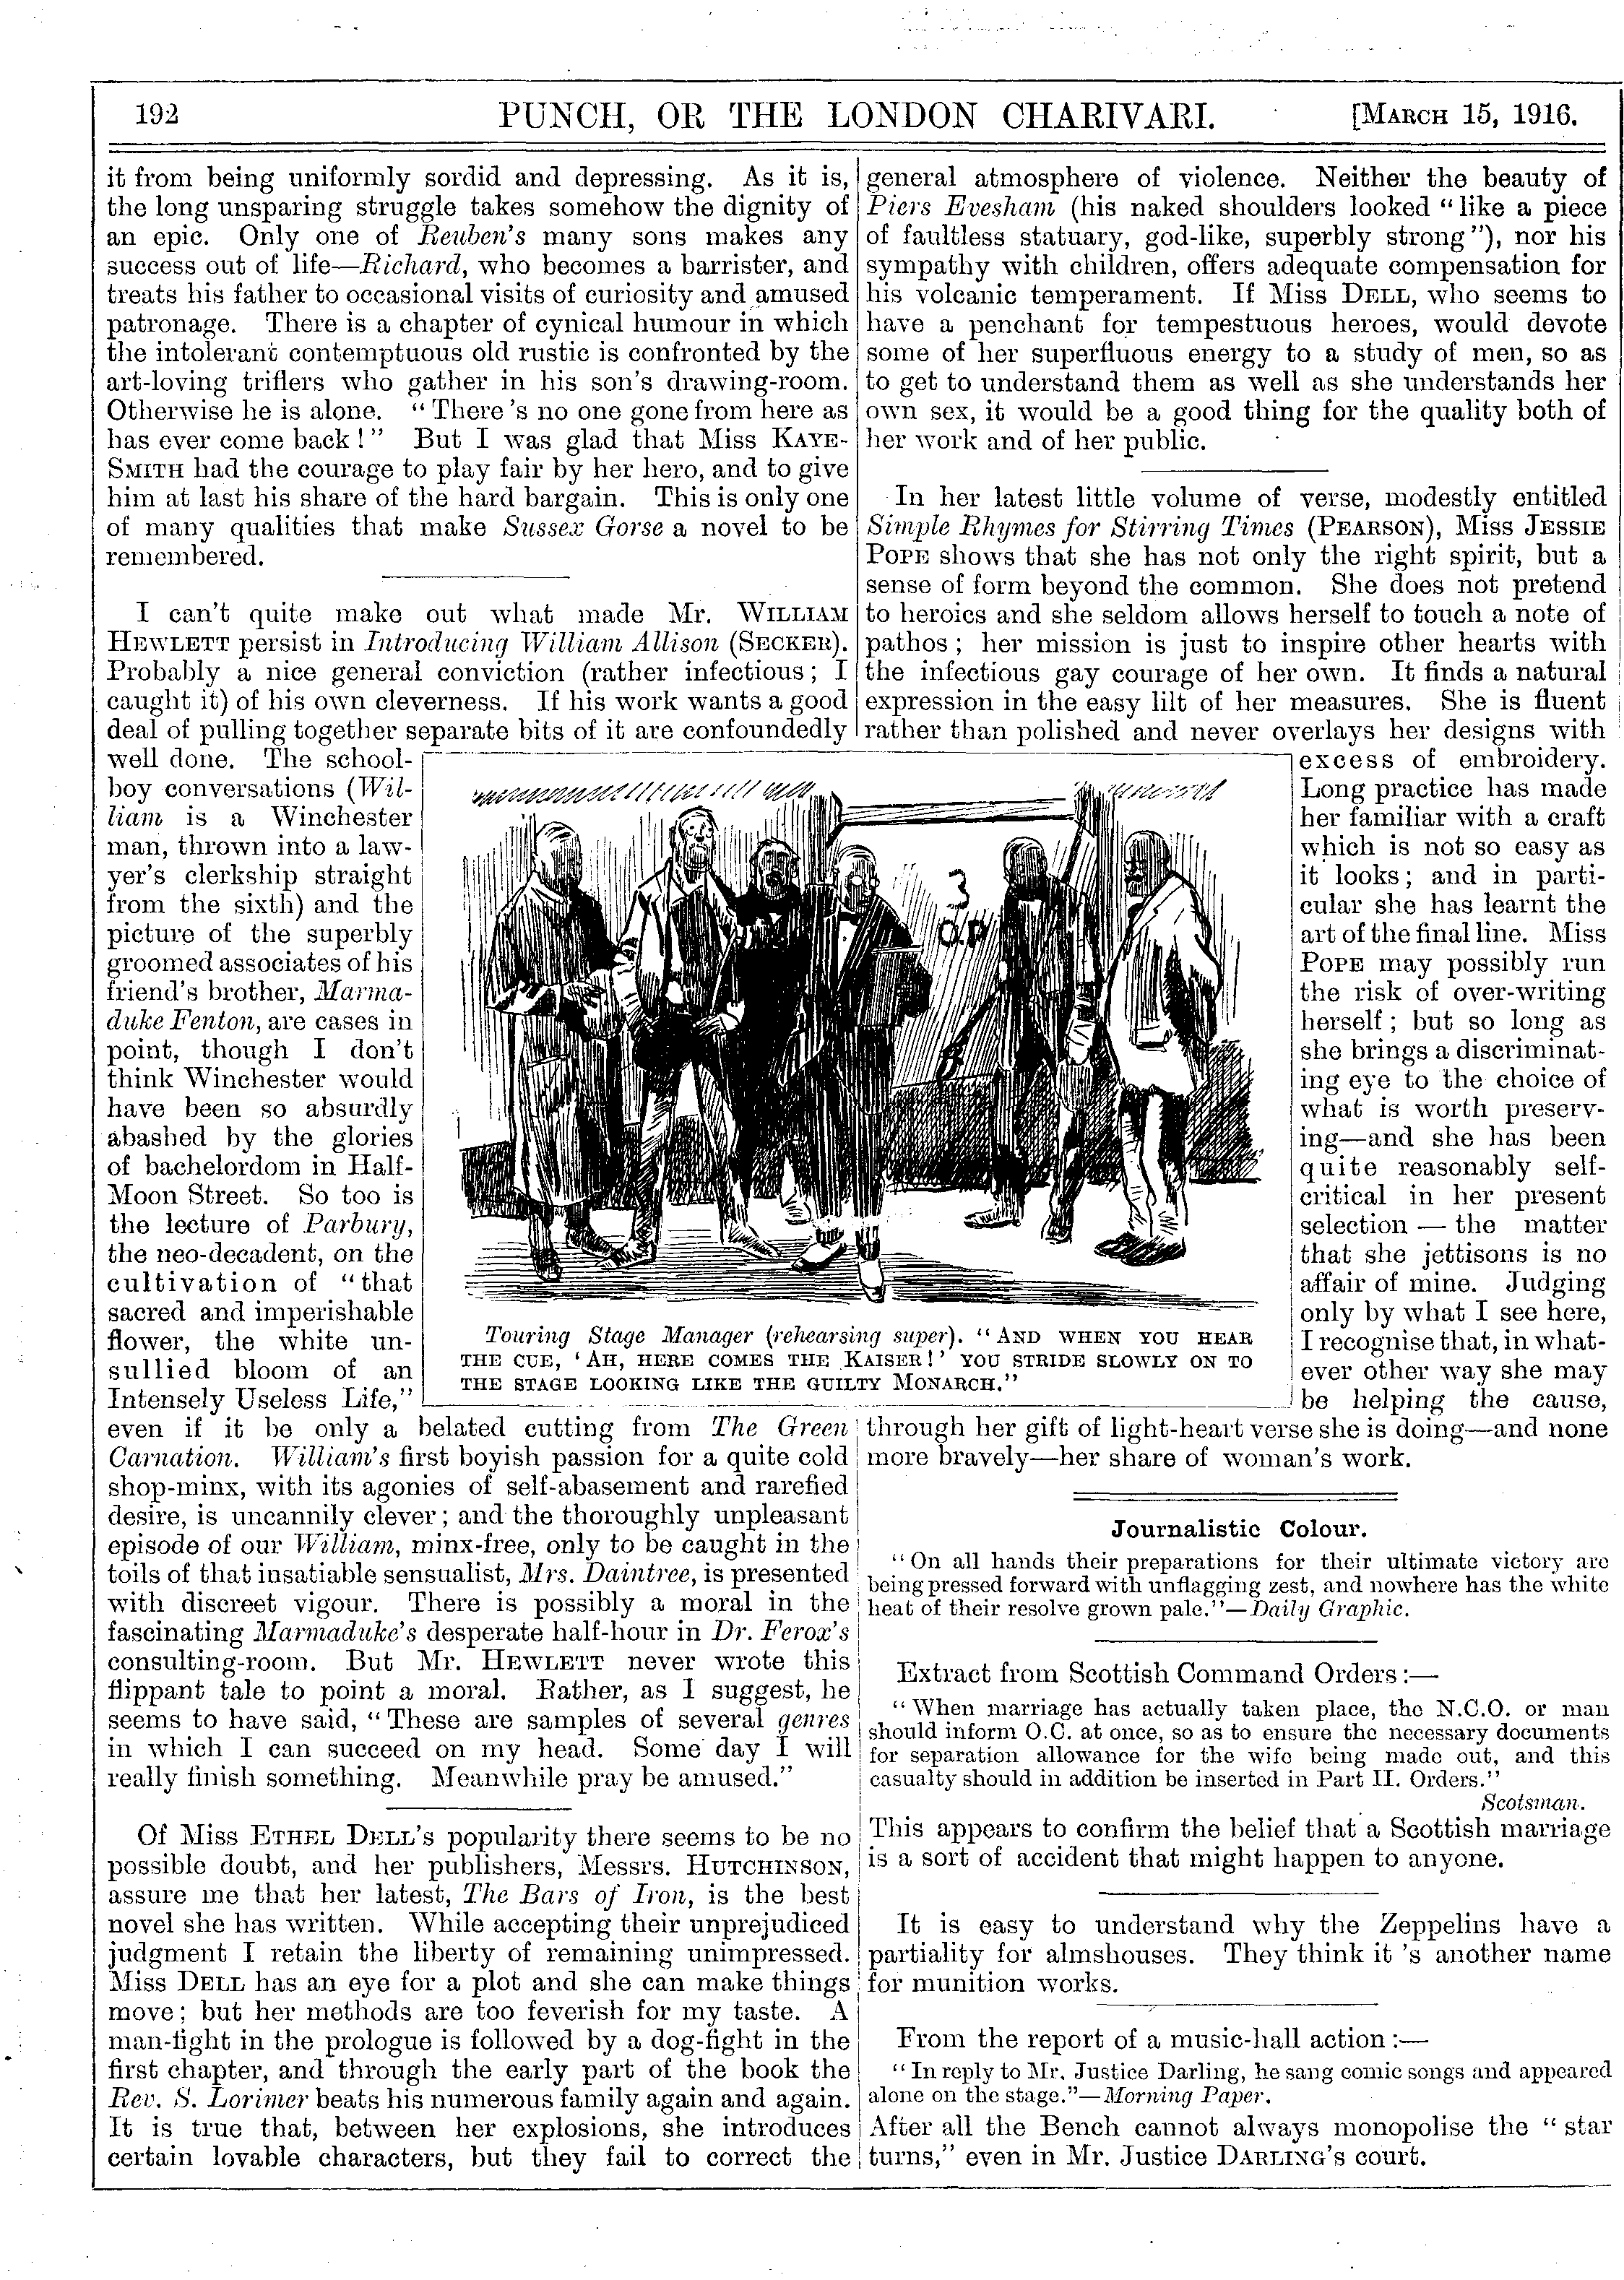 192
PUNCH, OR THE LONDON CHARIVARI.
[MARCH 15, 1916.
it from being uniformly sordid and depressing. As it is,
the long unsparing struggle takes somehow the dignity of
an epic. Only one of Reuben's many sons makes any
success out of life—Richard, who becomes a barrister, and
treats his father to occasional visits of curiosity and amused
patronage. There is a chapter of cynical humour in which
the intolerant contemptuous old rustic is confronted by the
art-loving triflers who gather in his son's drawing-room.
Otherwise he is alone. "There's no one gone from here as
has ever come back!" But I was glad that Miss KAYE-
SMITH had the courage to play fair by her hero, and to give
him at last his share of the hard bargain. This is only one
of many qualities that make Sussex Gorse a novel to be
remembered.
I can't quite make out what made Mr. WILLIAM
HEWLETT persist in Introducing William Allison (SECKER).
Probably a nice general conviction (rather infectious; I
caught it) of his own cleverness. If his work wants a good
deal of pulling together separate bits of it are confoundedly
well done. The school-
boy conversations (Wil-
liam is a Winchester
man, thrown into a law-
yer's clerkship straight
from the sixth) and the
picture of the superbly
groomed associates of his
friend's brother, Marma-
duke Fenton, are cases in
point, though I don't
think Winchester would
have been so absurdly
abashed by the glories
of bachelordom in Half-
Moon Street. So too is
the lecture of Parbury,
the neo-decadent, on the
cultivation of "that
sacred and imperishable
flower, the white un-
sullied bloom of an
Intensely Useless Life,"
even if it be only a belated cutting from The Green
Carnation. William's first boyish passion for a quite cold
shop-minx, with its agonies of self-abasement and rarefied
desire, is uncannily clever; and the thoroughly unpleasant
episode of our William, minx-free, only to be caught in the
toils of that insatiable sensualist, Mrs. Daintree, is presented
with discreet vigour. There is possibly a moral in the
fascinating Marmaduke's desperate half-hour in Dr. Ferox's
consulting-room. But Mr. HEWLETT never wrote this
flippant tale to point a moral. Rather, as I suggest, he
seems to have said, "These are samples of several genres
in which I can succeed on my head. Some day I will
really finish something. Meanwhile pray be amused."
Of Miss ETHEL DELL's popularity there seems to be no
possible doubt, and her publishers, Messrs. HUTCHINSON,
assure me that her latest, The Bars of Iron, is the best
novel she has written. While accepting their unprejudiced
judgment I retain the liberty of remaining unimpressed.
Miss DELL has an eye for a plot and she can make things
move; but her methods are too feverish for my taste. A
man-fight in the prologue is followed by a dog-fight in the
first chapter, and through the early part of the book the
Rev. S. Lorimer beats his numerous family again and again.
It is true that, between her explosions, she introduces
certain lovable characters, but they fail to correct the
3
O.P
Touring Stage Manager (rehearsing super). "AND WHEN YOU HEAR
THE CUE, 'AH, HERE COMES THE KAISER!' YOU STRIDE SLOWLY ON TO
THE STAGE LOOKING LIKE THE GUILTY MONARCH."
general atmosphere of violence. Neither the beauty of
Piers Evesham (his naked shoulders looked "like a piece
of faultless statuary, god-like, superbly strong"), nor his
sympathy with children, offers adequate compensation for
his volcanic temperament. If Miss DELL, who seems to
have a penchant for tempestuous heroes, would devote
some of her superfluous energy to a study of men, so as
to get to understand them as well as she understands her
own sex, it would be a good thing for the quality both of
her work and of her public.
In her latest little volume of verse, modestly entitled
Simple Rhymes for Stirring Times (PEARSON), Miss JESSIE
POPE shows that she has not only the right spirit, but a
sense of form beyond the common. She does not pretend
to heroics and she seldom allows herself to touch a note of
pathos; her mission is just to inspire other hearts with
the infectious gay courage of her own. It finds a natural
expression in the easy lilt of her measures. She is fluent
rather than polished and never overlays her designs with
excess of embroidery.
Long practice has made
her familiar with a craft
which is not so easy as
it looks; and in parti-
cular she has learnt the
art of the final line. Miss
POPE may possibly run
the risk of over-writing
herself; but so long as
she brings a discriminat-
ing eye to the choice of
what is worth preserv-
ing—and she has been
quite reasonably self-
critical in her present
selection — the matter
that she jettisons is no
affair of mine. Judging
only by what I see here,
I recognise that, in what-
ever other way she may
be helping the cause,
through her gift of light-heart verse she is doing—and none
more bravely—her share of woman's work.
Journalistic Colour.
"On all hands their preparations for their ultimate victory are
being pressed forward with unflagging zest, and nowhere has the white
heat of their resolve grown pale."—Daily Graphic.
Extract from Scottish Command Orders:—
"When marriage has actually taken place, the N.C.O. or man
should inform O.C. at once, so as to ensure the necessary documents
for separation allowance for the wife being made out, and this
casualty should in addition be inserted in Part II. Orders."
Scotsman.
This appears to confirm the belief that a Scottish marriage
is a sort of accident that might happen to anyone.
It is easy to understand why the Zeppelins have a
partiality for almshouses. They think it's another name
for munition works.
From the report of a music-hall action:—
"In reply to Mr. Justice Darling, he sang comic songs and appeared
alone on the stage."—Morning Paper.
After all the Bench cannot always monopolise the "star
turns," even in Mr. Justice DARLING's court.